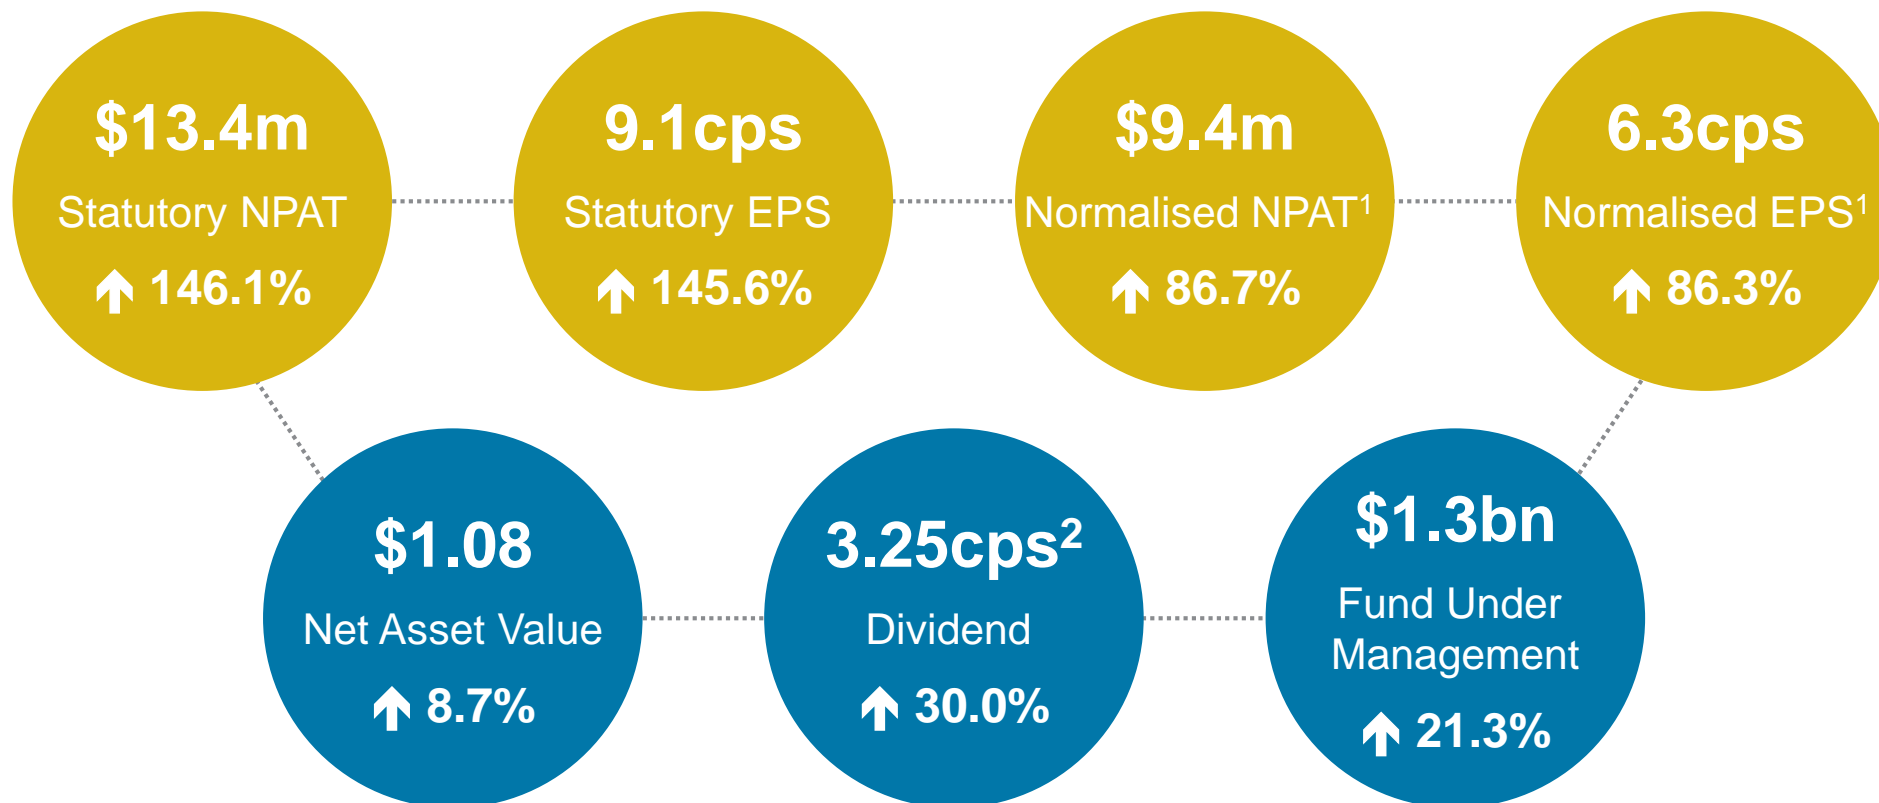 $13.4m
Statutory NPAT
↑ 146.1%
9.1cps
Statutory EPS
↑ 145.6%
$9.4m
Normalised NPAT¹
↑ 86.7%
6.3cps
Normalised EPS¹
↑ 86.3%
$1.08
Net Asset Value
↑ 8.7%
3.25cps²
Dividend
↑ 30.0%
$1.3bn
Fund Under
Management
↑ 21.3%